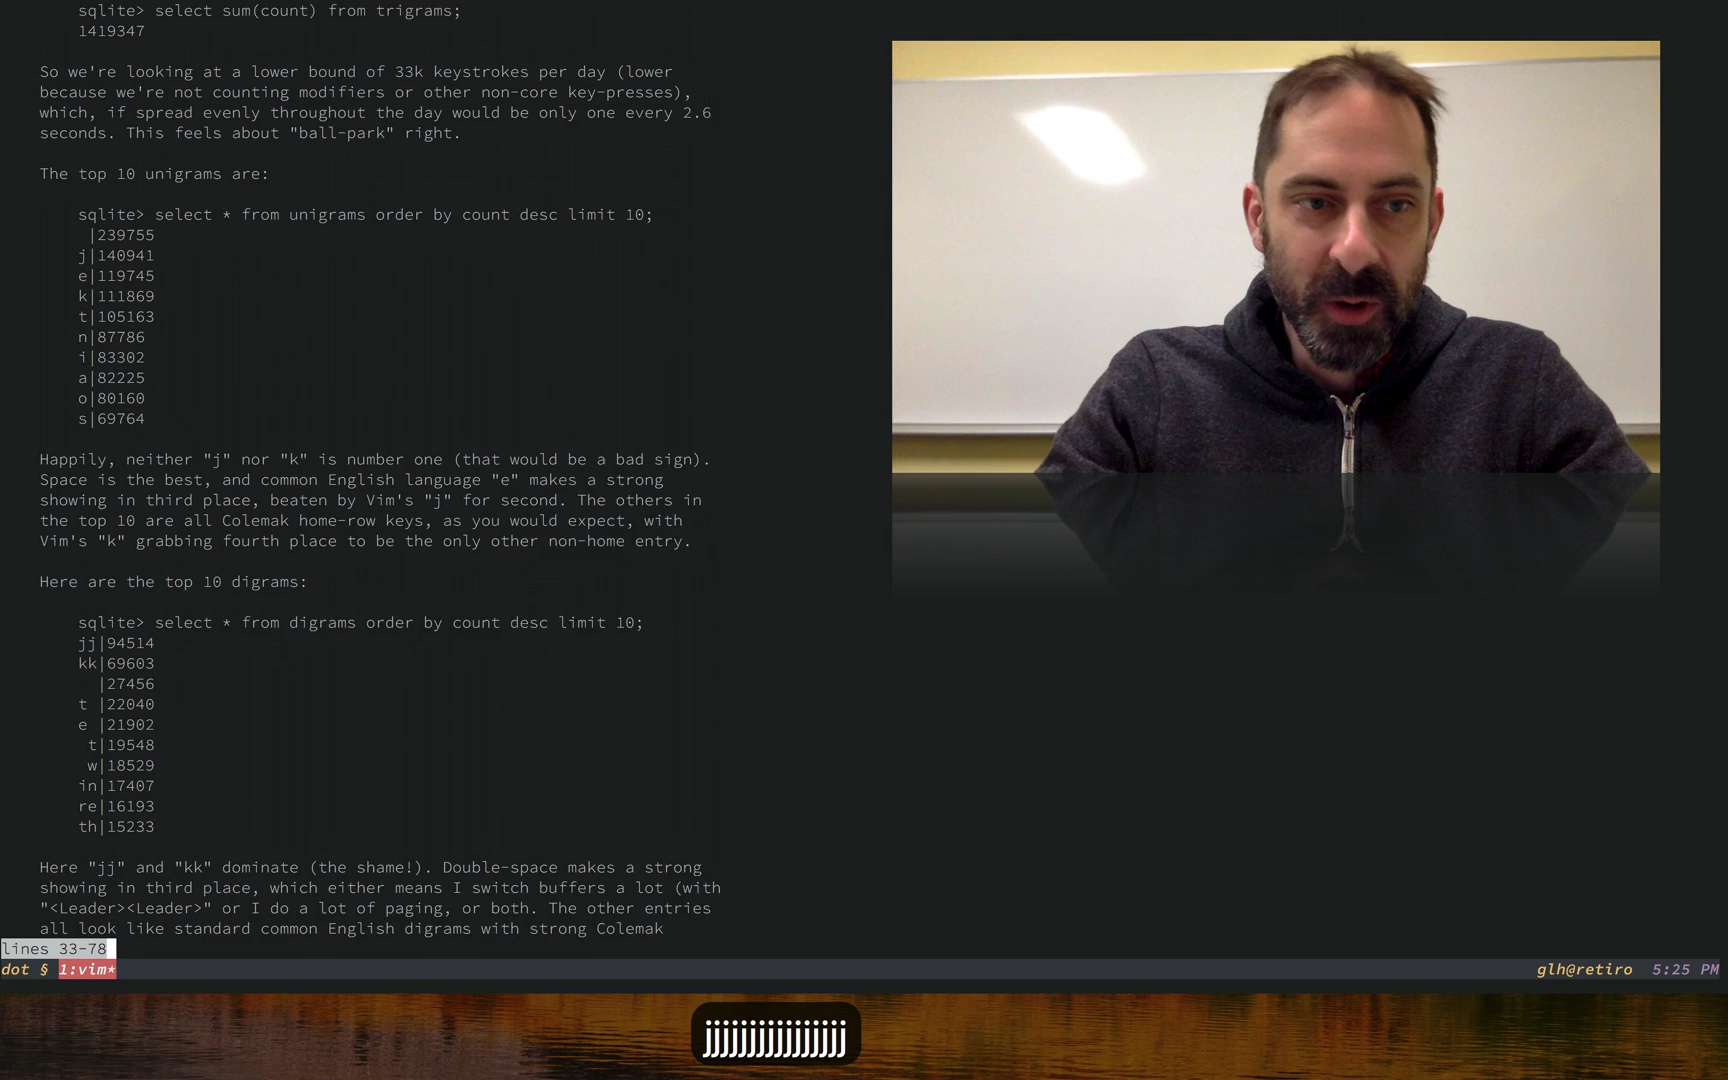 sqlite> select sum(count) from trigrams;
1419347
So we're looking at a lower bound of 33k keystrokes per day (lower
because we're not counting modifiers or other non-core key-presses),
which, if spread evenly throughout the day would be only one every 2.6
seconds. This feels about "ball-park" right.
The top 10 unigrams are:
sqlite> select * from unigrams order by count desc limit 10;
 |239755
j|140941
e|119745
k|111869
t|105163
n|87786
i|83302
a|82225
o|80160
s|69764
Happily, neither "j" nor "k" is number one (that would be a bad sign).
Space is the best, and common English language "e" makes a strong
showing in third place, beaten by Vim's "j" for second. The others in
the top 10 are all Colemak home-row keys, as you would expect, with
Vim's "k" grabbing fourth place to be the only other non-home entry.
Here are the top 10 digrams:
sqlite> select * from digrams order by count desc limit 10;
jj|94514
kk|69603
  |27456
t |22040
e |21902
 t|19548
 w|18529
in|17407
re|16193
th|15233
Here "jj" and "kk" dominate (the shame!). Double-space makes a strong
showing in third place, which either means I switch buffers a lot (with
"<Leader><Leader>" or I do a lot of paging, or both. The other entries
all look like standard common English digrams with strong Colemak
lines 33-78
dot § 1:vim* glh@retiro 5:25 PM
jjjjjjjjjjjjjjjj